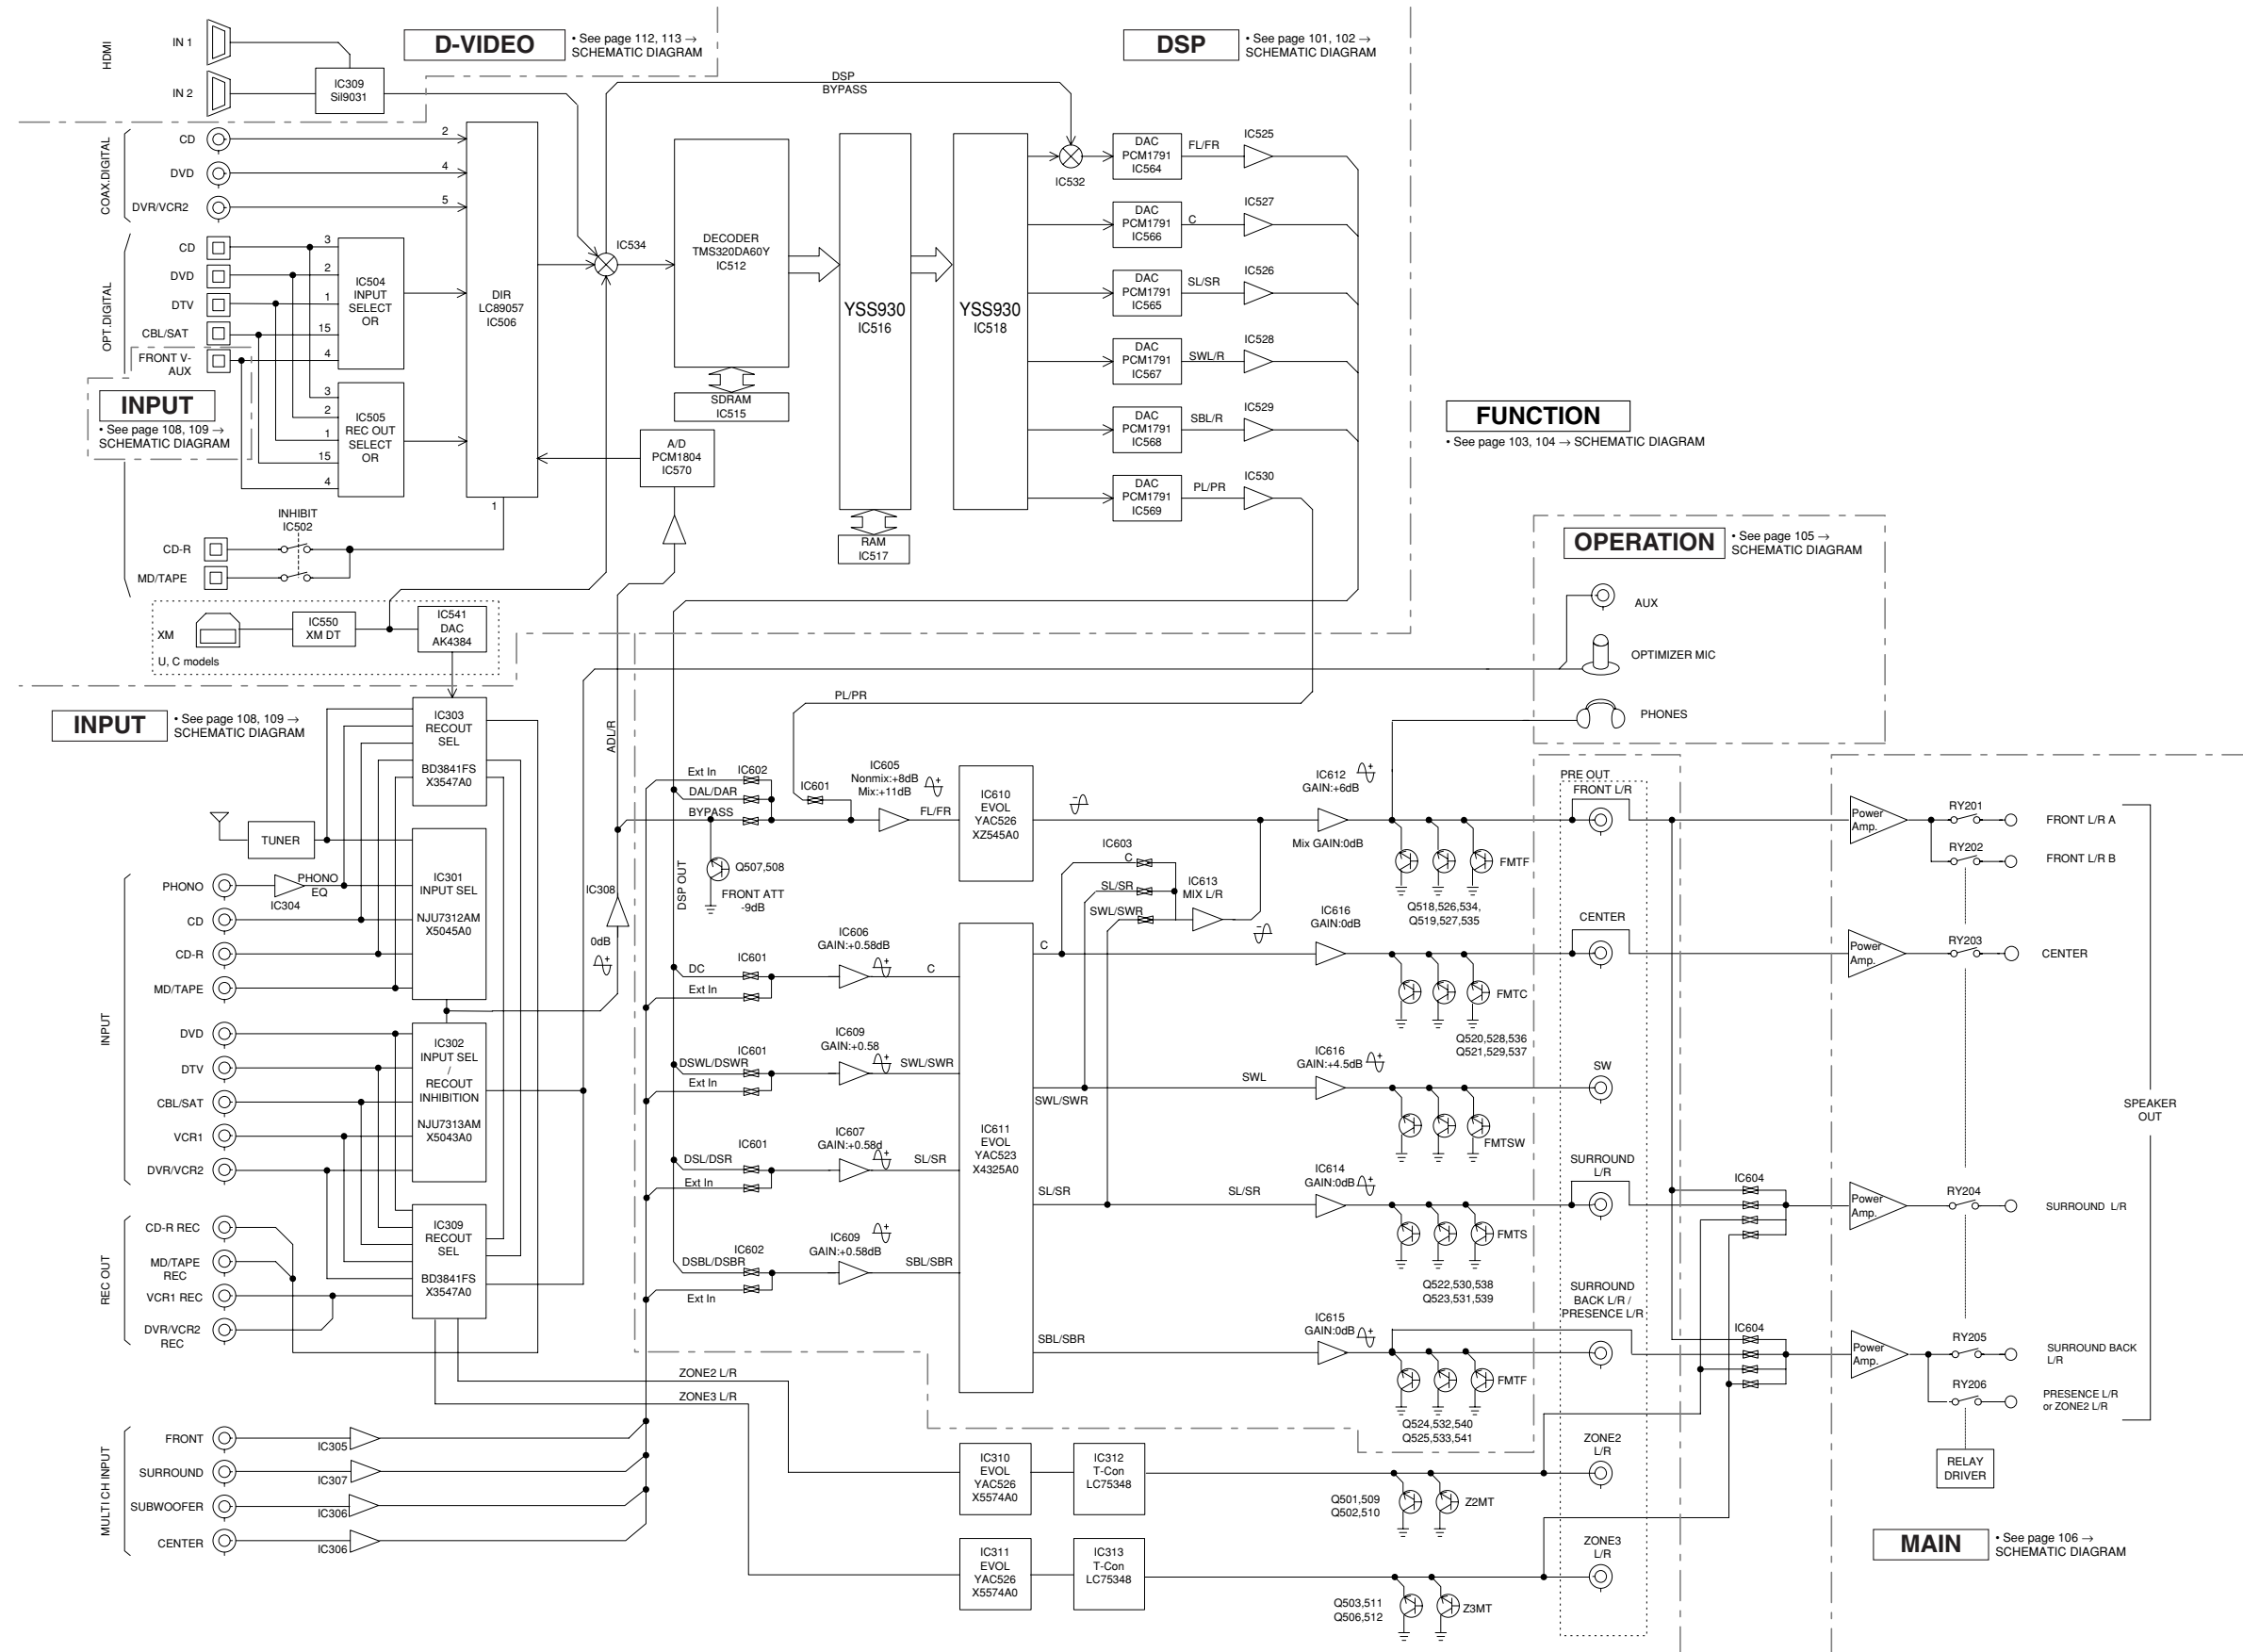 HDMI
IN 1
IN 2
IC309
SiI9031
D-VIDEO
• See page 112, 113 →
SCHEMATIC DIAGRAM
DSP
• See page 101, 102 →
SCHEMATIC DIAGRAM
DSP
BYPASS
COAX.DIGITAL
CD
2
DVD
4
DVR/VCR2
5
OPT.DIGITAL
CD
3
DVD
2
DTV
1
CBL/SAT
15
FRONT V-
AUX
4
IC504
INPUT
SELECT
OR
3
2
1
15
4
IC505
REC OUT
SELECT
OR
INPUT
• See page 108, 109 →
SCHEMATIC DIAGRAM
DIR
LC89057
IC506
1
INHIBIT
IC502
CD-R
MD/TAPE
XM
IC550
XM DT
IC541
DAC
AK4384
U, C models
IC534
DECODER
TMS320DA60Y
IC512
SDRAM
IC515
A/D
PCM1804
IC570
YSS930
IC516
RAM
IC517
YSS930
IC518
IC532
DAC
PCM1791
IC564
FL/FR
IC525
DAC
PCM1791
IC566
C
IC527
DAC
PCM1791
IC565
SL/SR
IC526
DAC
PCM1791
IC567
SWL/R
IC528
DAC
PCM1791
IC568
SBL/R
IC529
DAC
PCM1791
IC569
PL/PR
IC530
FUNCTION
• See page 103, 104 → SCHEMATIC DIAGRAM
OPERATION
• See page 105 →
SCHEMATIC DIAGRAM
AUX
OPTIMIZER MIC
PHONES
INPUT
• See page 108, 109 →
SCHEMATIC DIAGRAM
IC303
RECOUT
SEL
BD3841FS
X3547A0
TUNER
INPUT
PHONO
PHONO
EQ
IC304
CD
CD-R
MD/TAPE
IC301
INPUT SEL
NJU7312AM
X5045A0
DVD
DTV
CBL/SAT
VCR1
DVR/VCR2
IC302
INPUT SEL
/
RECOUT
INHIBITION
NJU7313AM
X5043A0
REC OUT
CD-R REC
MD/TAPE
REC
VCR1 REC
DVR/VCR2
REC
IC309
RECOUT
SEL
BD3841FS
X3547A0
MULTI CH INPUT
FRONT
IC305
SURROUND
IC307
SUBWOOFER
IC306
CENTER
IC306
ADL/R
IC308
0dB
+
DSP OUT
PL/PR
Ext In
IC602
DAL/DAR
BYPASS
Q507,508
FRONT ATT
-9dB
IC601
IC605
Nonmix:+8dB
Mix:+11dB
+
FL/FR
IC610
EVOL
YAC526
XZ545A0
−
IC603
C
SL/SR
SWL/SWR
IC613
MIX L/R
−
DC
IC601
Ext In
IC606
GAIN:+0.58dB
+
C
DSWL/DSWR
IC601
Ext In
IC609
GAIN:+0.58
+
SWL/SWR
DSL/DSR
IC601
Ext In
IC607
GAIN:+0.58d
+
SL/SR
DSBL/DSBR
IC602
Ext In
IC609
GAIN:+0.58dB
+
SBL/SBR
IC611
EVOL
YAC523
X4325A0
C
SWL/SWR
SL/SR
SBL/SBR
SWL
SL/SR
IC612
GAIN:+6dB
+
Mix GAIN:0dB
FMTF
Q518,526,534,
Q519,527,535
IC616
GAIN:0dB
FMTC
Q520,528,536
Q521,529,537
IC616
GAIN:+4.5dB
+
FMTSW
IC614
GAIN:0dB
+
FMTS
Q522,530,538
Q523,531,539
IC615
GAIN:0dB
+
FMTF
Q524,532,540
Q525,533,541
ZONE2 L/R
ZONE3 L/R
IC310
EVOL
YAC526
X5574A0
IC312
T-Con
LC75348
Q501,509
Q502,510
Z2MT
IC311
EVOL
YAC526
X5574A0
IC313
T-Con
LC75348
Q503,511
Q506,512
Z3MT
PRE OUT
FRONT L/R
CENTER
SW
SURROUND
L/R
SURROUND
BACK L/R /
PRESENCE L/R
ZONE2
L/R
ZONE3
L/R
IC604
IC604
Power
Amp.
RY201
FRONT L/R A
RY202
FRONT L/R B
Power
Amp.
RY203
CENTER
Power
Amp.
RY204
SURROUND L/R
Power
Amp.
RY205
SURROUND BACK
L/R
RY206
PRESENCE L/R
or ZONE2 L/R
SPEAKER
OUT
RELAY
DRIVER
MAIN
• See page 106 →
SCHEMATIC DIAGRAM